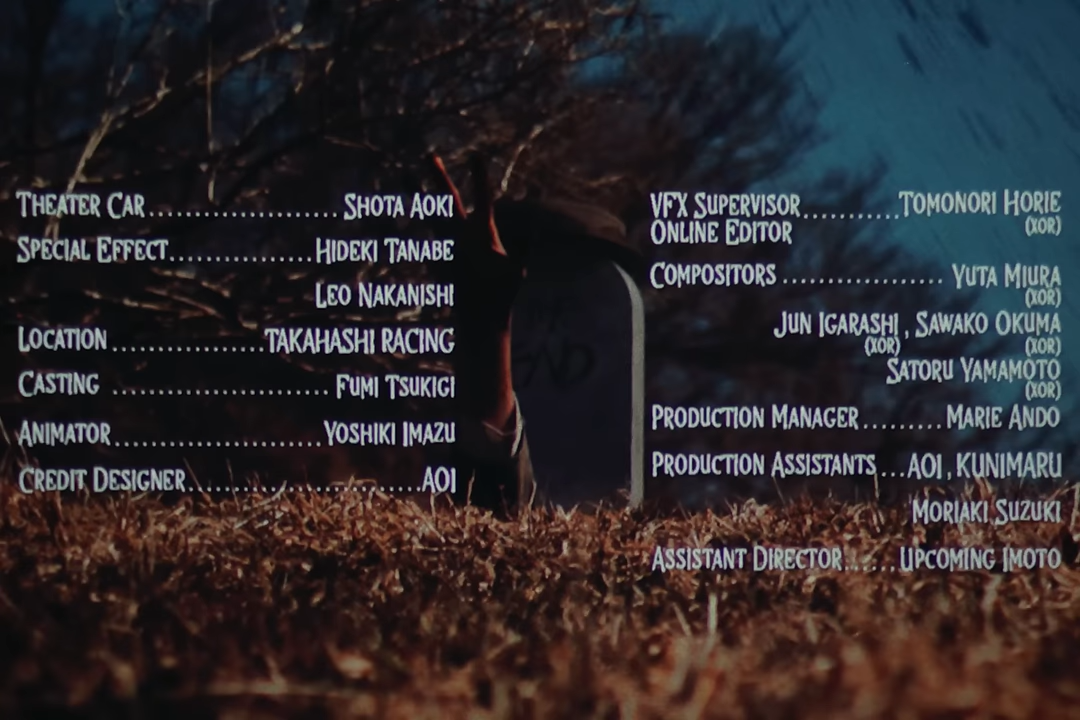 THEATER CAR..................... SHOTA AOKI
SPECIAL EFFECT................HIDEKI TANABE
LEO NAKANISHI
LOCATION .................TAKAHASHI RACING
CASTING ........................ FUMI TSUKIGI
ANIMATOR.......................YOSHIKI IMAZU
CREDIT DESIGNER..........................AOI
VFX SUPERVISOR..........TOMONORI HORIE
ONLINE EDITOR (XOR)
COMPOSITORS .................. YUTA MIURA
(XOR)
JUN IGARASHI , SAWAKO OKUMA
(XOR) (XOR)
SATORU YAMAMOTO
(XOR)
PRODUCTION MANAGER......... MARIE ANDO
PRODUCTION ASSISTANTS...AOI , KUNIMARU
MORIAKI SUZUKI
ASSISTANT DIRECTOR...... UPCOMING IMOTO
END